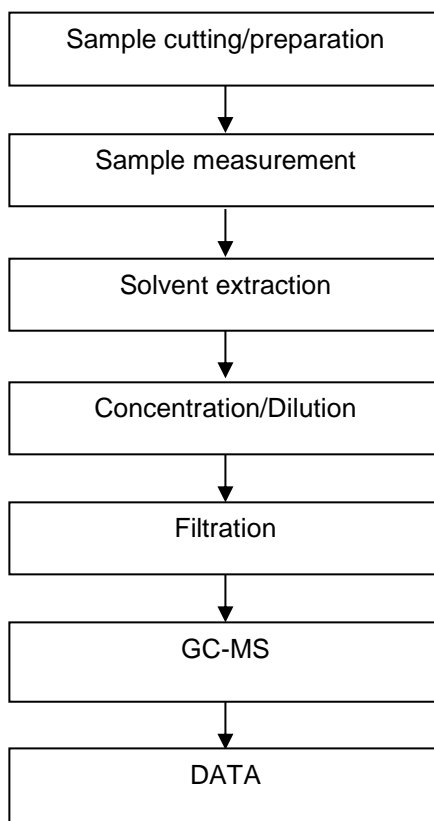 Sample cutting/preparation
Sample measurement
Solvent extraction
Concentration/Dilution
Filtration
GC-MS
DATA